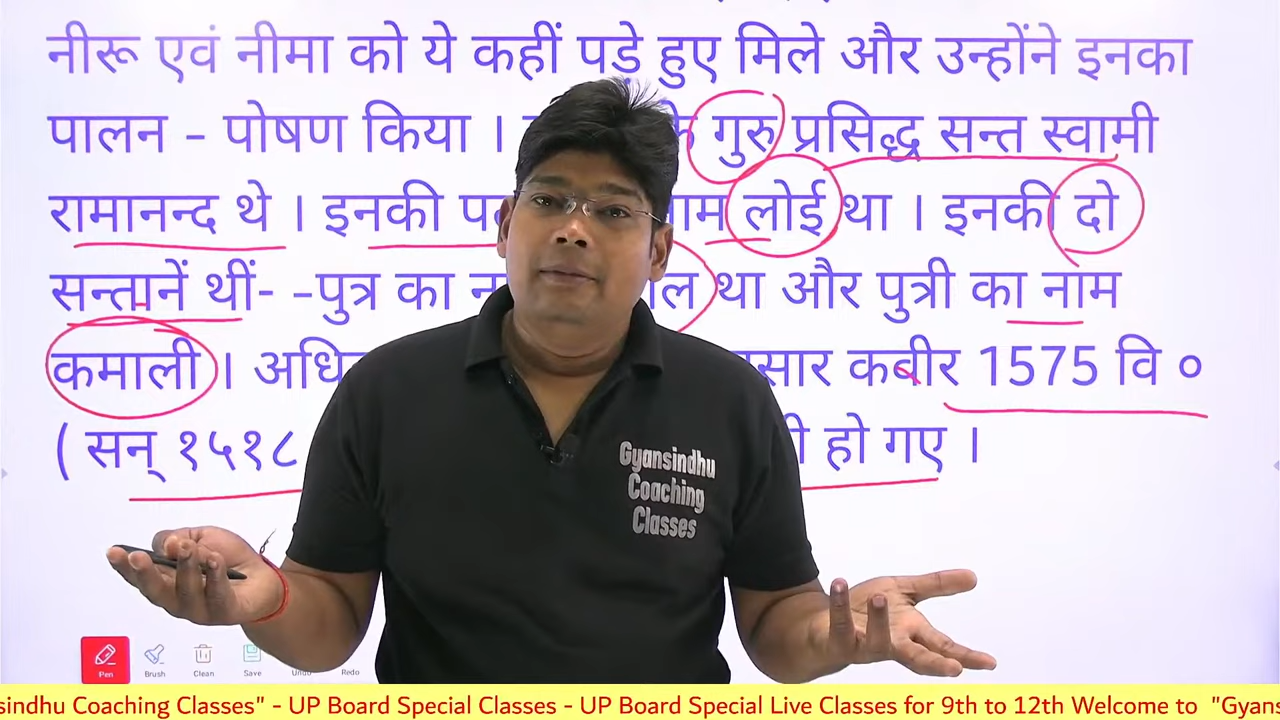 नीरू एवं नीमा को ये कहीं पड़े हुए मिले और उन्होंने इनका
पालन - पोषण किया । गुरु प्रसिद्ध सन्त स्वामी
रामानन्द थे । इनकी लोई था । इनकी दो
सन्तानें थीं- -पुत्र का था और पुत्री का नाम
कमाली । कबीर 1575 वि ०
( सन् १५१८ हो गए ।
Gyansindhu
Coaching
Classes
Pen Brush Clean Save Undo Redo
Coaching Classes" - UP Board Special Classes - UP Board Special Live Classes for 9th to 12th Welcome to "Gyans